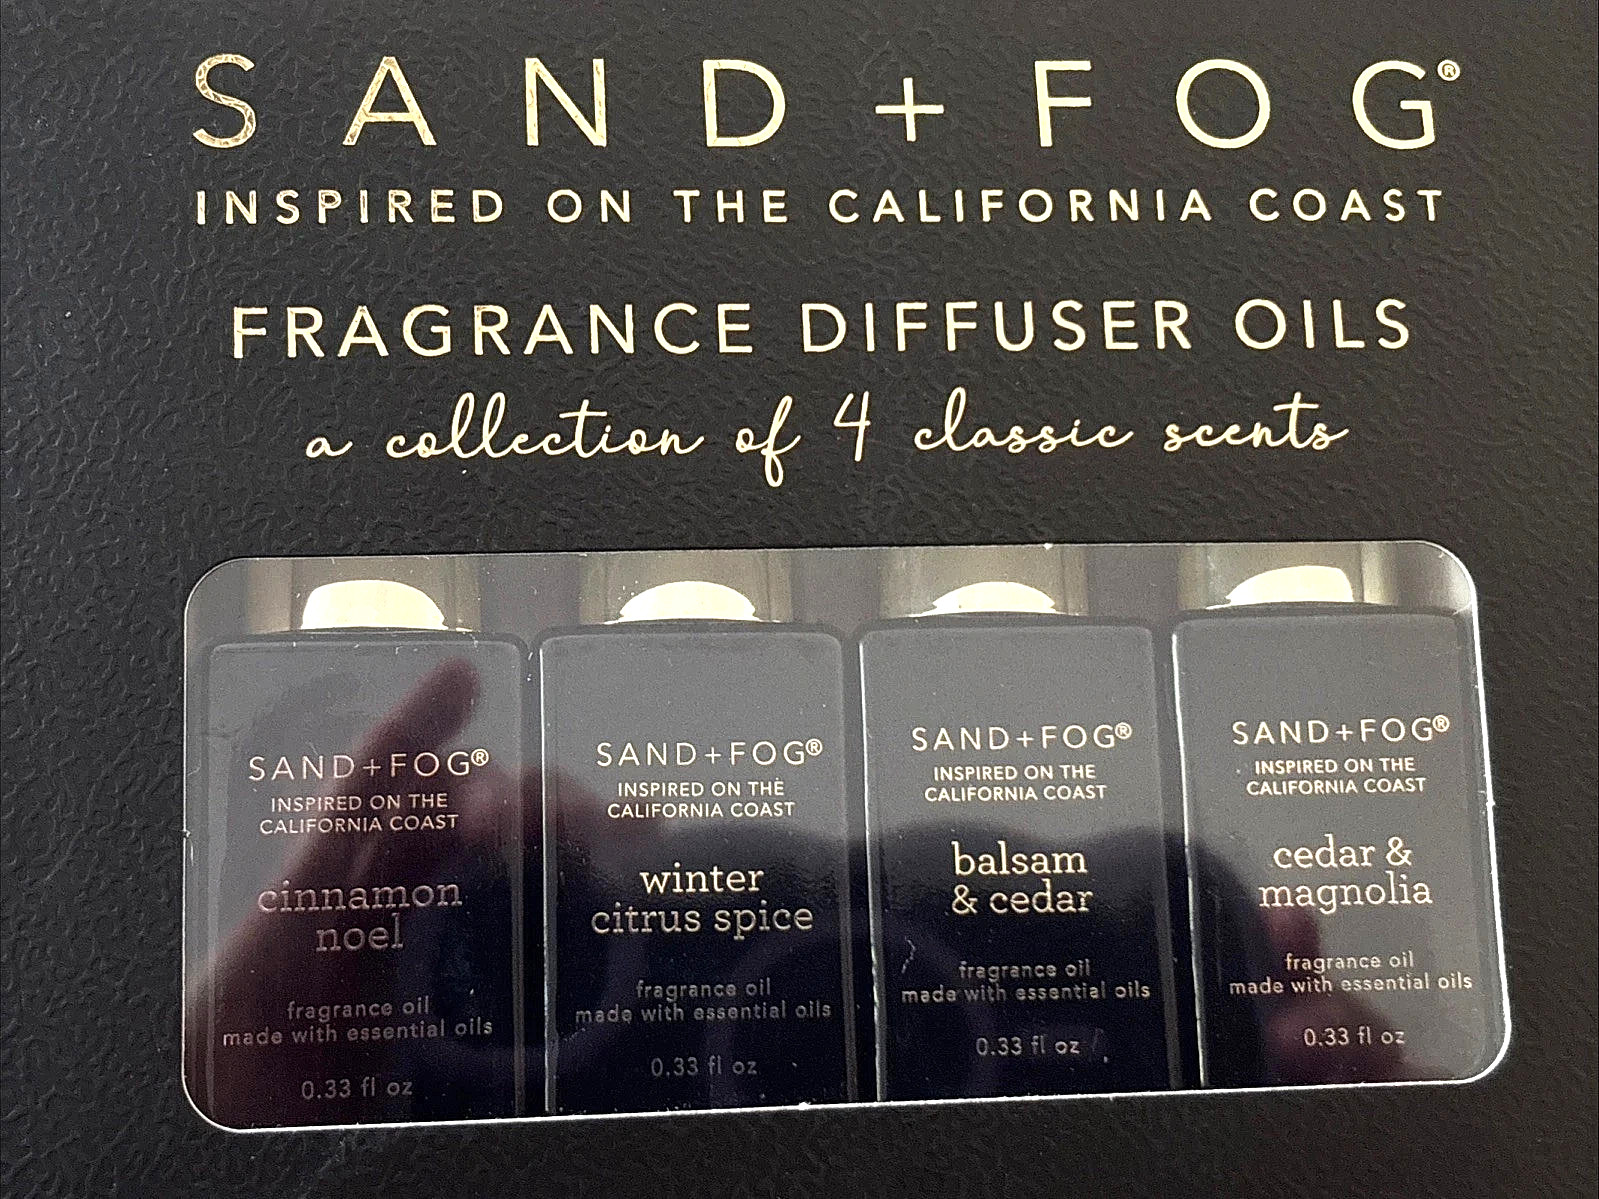 SAND + FOG®
INSPIRED ON THE CALIFORNIA COAST
FRAGRANCE DIFFUSER OILS
a collection of 4 classic scents
SAND+FOG®
INSPIRED ON THE
CALIFORNIA COAST
cinnamon
noel
fragrance oil
made with essential oils
0.33 fl oz
SAND+FOG®
INSPIRED ON THE
CALIFORNIA COAST
winter
citrus spice
fragrance oil
made with essential oils
0.33 fl oz
SAND+FOG®
INSPIRED ON THE
CALIFORNIA COAST
balsam
& cedar
fragrance oil
made with essential oils
0.33 fl oz
SAND+FOG®
INSPIRED ON THE
CALIFORNIA COAST
cedar &
magnolia
fragrance oil
made with essential oils
0.33 fl oz